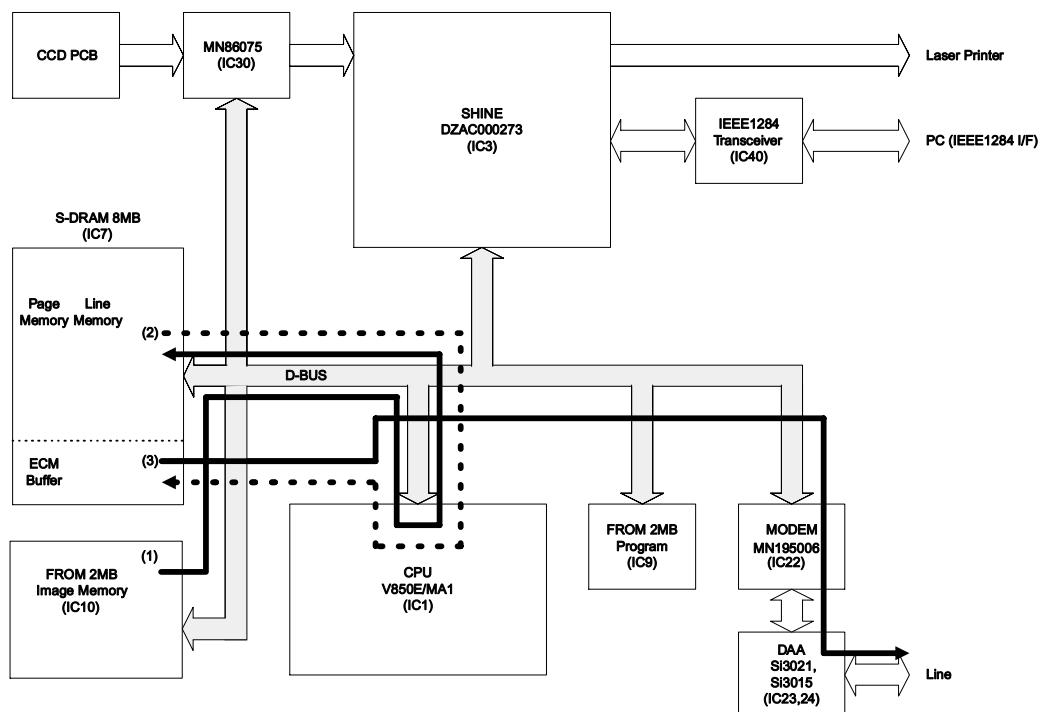 CCD PCB
MN86075
(IC30)
SHINE
DZAC000273
(IC3)
Laser Printer
IEEE1284
Transceiver
(IC40)
PC (IEEE1284 I/F)
S-DRAM 8MB
(IC7)
Page Line
Memory Memory
(2)
D-BUS
ECM
Buffer
(3)
(1)
FROM 2MB
Image Memory
(IC10)
CPU
V850E/MA1
(IC1)
FROM 2MB
Program
(IC9)
MODEM
MN195006
(IC22)
DAA
Si3021,
Si3015
(IC23,24)
Line